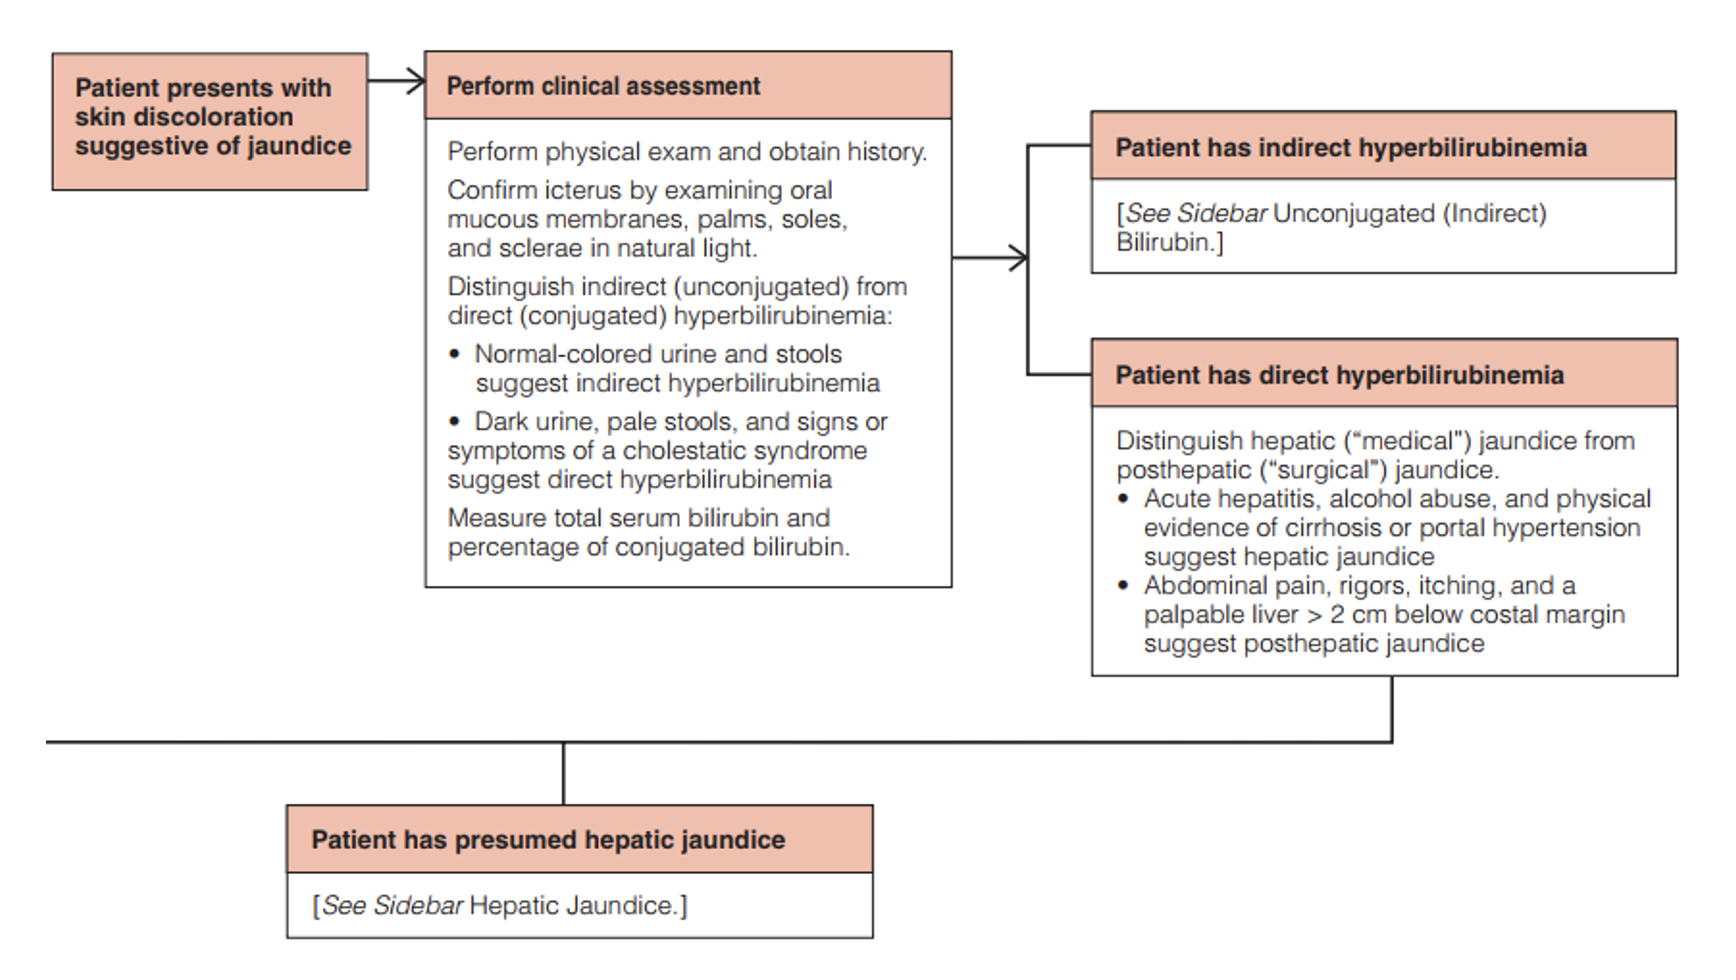 Patient presents with
skin discoloration
suggestive of jaundice
Perform clinical assessment
Perform physical exam and obtain history.
Confirm icterus by examining oral
mucous membranes, palms, soles,
and sclerae in natural light.
Distinguish indirect (unconjugated) from
direct (conjugated) hyperbilirubinemia:
• Normal-colored urine and stools
suggest indirect hyperbilirubinemia
• Dark urine, pale stools, and signs or
symptoms of a cholestatic syndrome
suggest direct hyperbilirubinemia
Measure total serum bilirubin and
percentage of conjugated bilirubin.
Patient has indirect hyperbilirubinemia
[See Sidebar Unconjugated (Indirect)
Bilirubin.]
Patient has direct hyperbilirubinemia
Distinguish hepatic (“medical”) jaundice from
posthepatic (“surgical”) jaundice.
• Acute hepatitis, alcohol abuse, and physical
evidence of cirrhosis or portal hypertension
suggest hepatic jaundice
• Abdominal pain, rigors, itching, and a
palpable liver > 2 cm below costal margin
suggest posthepatic jaundice
Patient has presumed hepatic jaundice
[See Sidebar Hepatic Jaundice.]